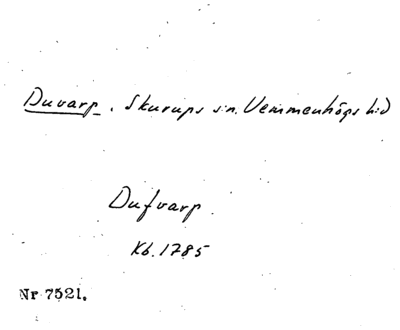 Duvarp. Skurups sn. Vemmenhögs hd
Dufvarp.
Kb. 1785
Nr 7521.